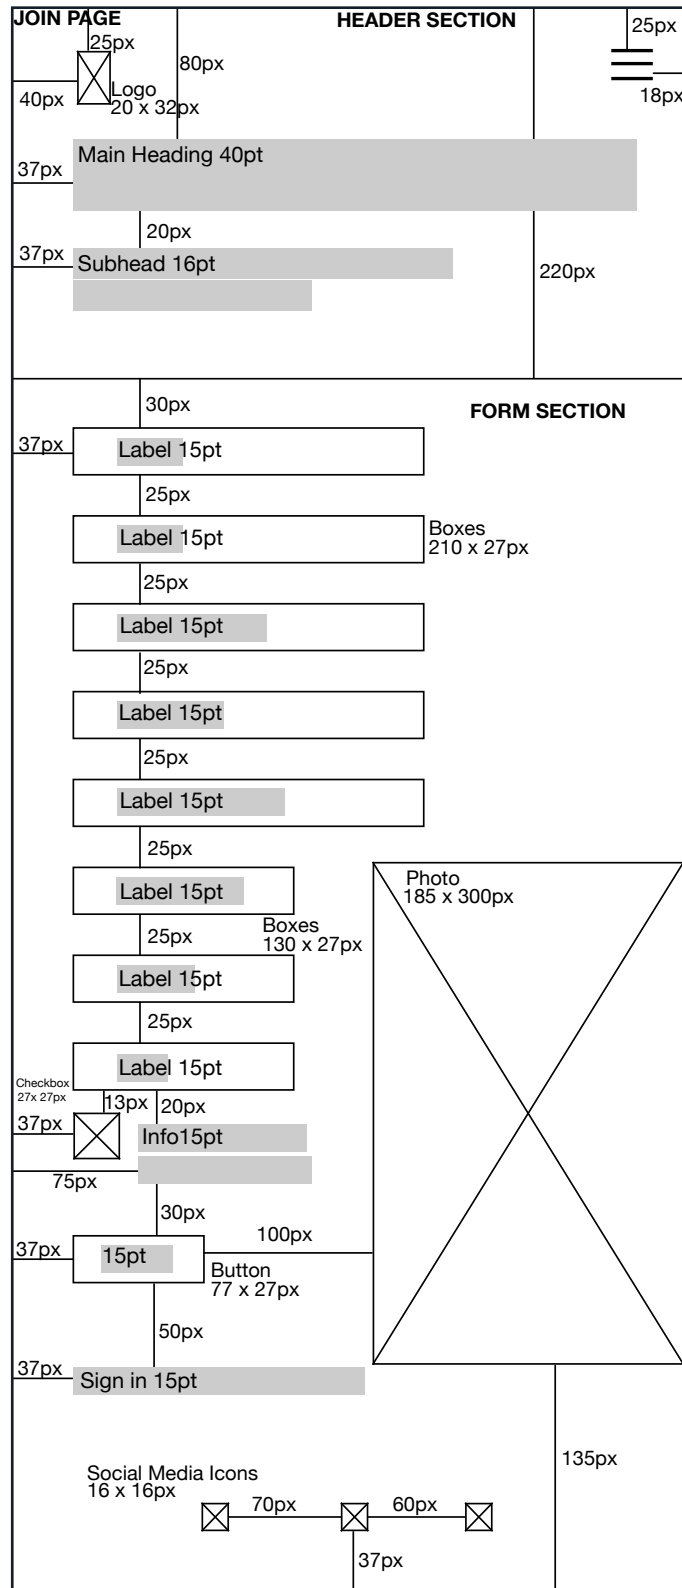 JOIN PAGE
HEADER SECTION
25px
25px
80px
Logo
20 x 32px
40px
18px
Main Heading 40pt
37px
20px
37px
Subhead 16pt
220px
30px
FORM SECTION
37px
Label 15pt
25px
Label 15pt
Boxes
210 x 27px
25px
Label 15pt
25px
Label 15pt
25px
Label 15pt
25px
Photo
185 x 300px
Label 15pt
Boxes
130 x 27px
25px
Label 15pt
25px
Label 15pt
Checkbox
27x 27px
13px
20px
37px
Info15pt
75px
30px
100px
37px
15pt
Button
77 x 27px
50px
37px
Sign in 15pt
135px
Social Media Icons
16 x 16px
70px
60px
37px